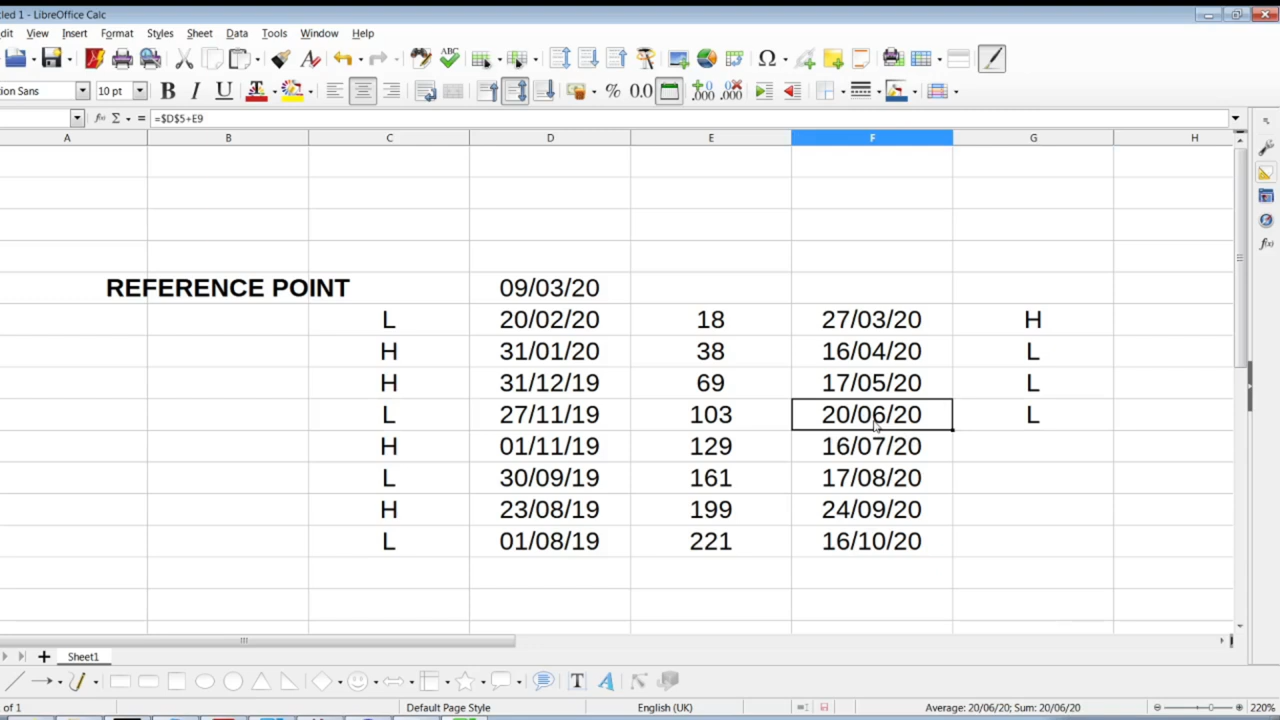 tled 1 - LibreOffice Calc
dit View Insert Format Styles Sheet Data Tools Window Help
ion Sans 10 pt B I U % 0.0
=$D$5+E9
A B C D E F G H
REFERENCE POINT 09/03/20
L 20/02/20 18 27/03/20 H
H 31/01/20 38 16/04/20 L
H 31/12/19 69 17/05/20 L
L 27/11/19 103 20/06/20 L
H 01/11/19 129 16/07/20
L 30/09/19 161 17/08/20
H 23/08/19 199 24/09/20
L 01/08/19 221 16/10/20
Sheet1
of 1 Default Page Style English (UK) Average: 20/06/20; Sum: 20/06/20 220%